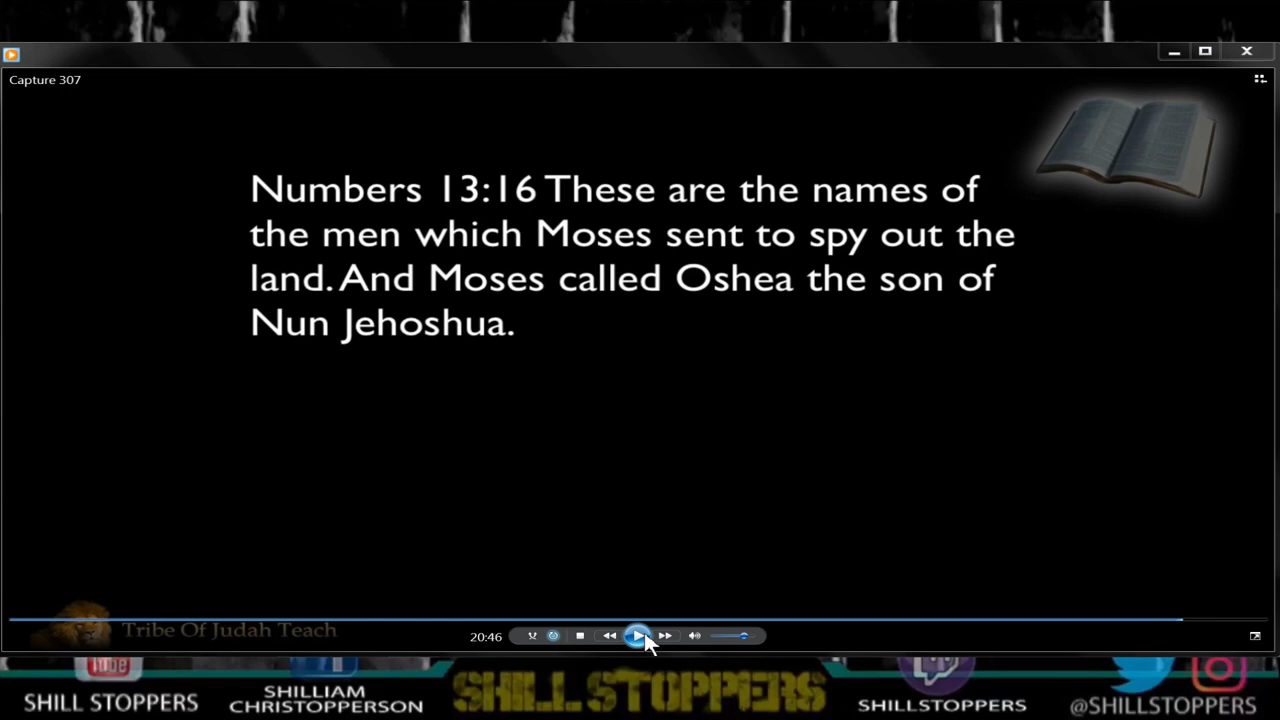 Capture 307
Numbers 13:16 These are the names of
the men which Moses sent to spy out the
land. And Moses called Oshea the son of
Nun Jehoshua.
Tribe Of Judah Teach
20:46
SHILL STOPPERS
SHILLIAM
CHRISTOPPERSON
SHILL STOPPERS
SHILLSTOPPERS
@SHILLSTOPPERS